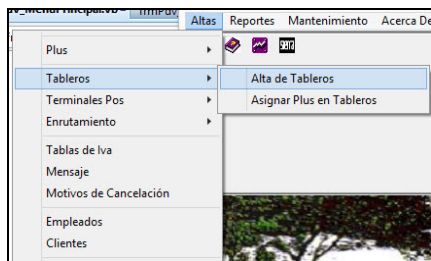 Altas Reportes Mantenimiento Acerca De
Plus
Tableros
Alta de Tableros
Terminales Pos
Asignar Plus en Tableros
Enrutamiento
Tablas de Iva
Mensaje
Motivos de Cancelación
Empleados
Clientes